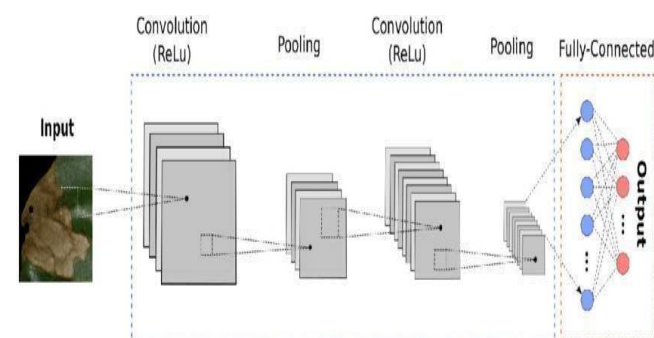 Convolution
(ReLu)
Pooling
Convolution
(ReLu)
Pooling
Fully-Connected
Input
Output